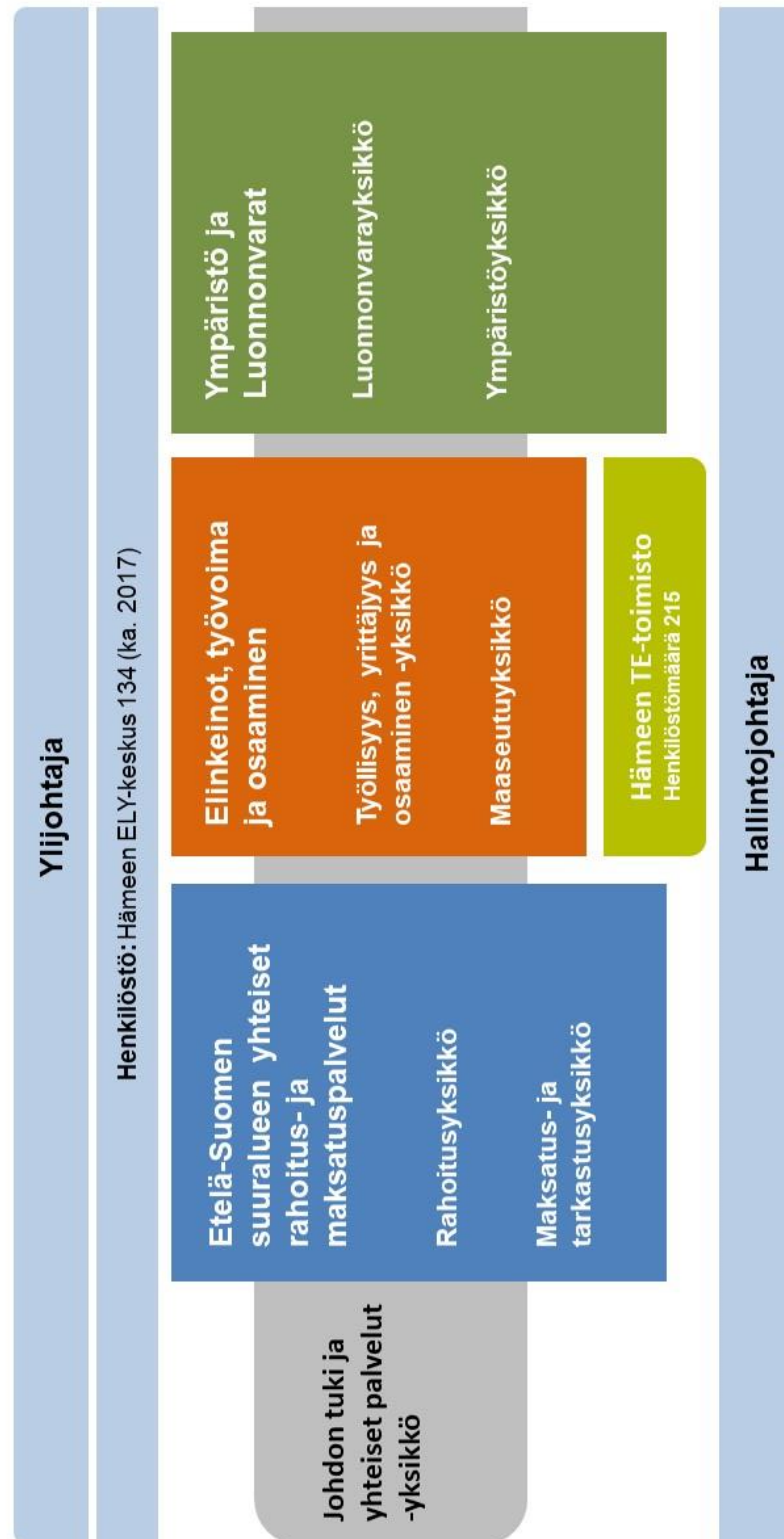 Ylijohtaja
Henkilöstö: Hämeen ELY-keskus 134 (ka. 2017)
Johdon tuki ja
yhteiset palvelut
-yksikkö
Etelä-Suomen
suuralueen yhteiset
rahoitus- ja
maksatuspalvelut
Rahoitusyksikkö
Maksatus- ja
tarkastusyksikkö
Elinkeinot, työvoima
ja osaaminen
Työllisyys, yrittäjyys ja
osaaminen -yksikkö
Maaseutuyksikkö
Hämeen TE-toimisto
Henkilöstömäärä 215
Ympäristö ja
Luonnonvarat
Luonnonvarayksikkö
Ympäristöyksikkö
Hallintojohtaja